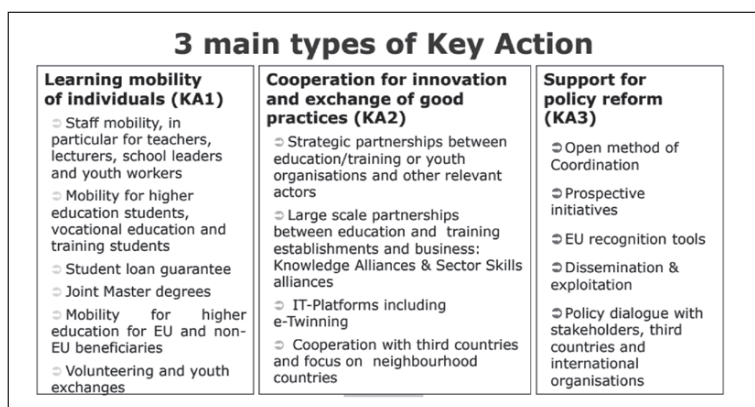 3 main types of Key Action
Learning mobility
of individuals (KA1)
Staff mobility, in
particular for teachers,
lecturers, school leaders
and youth workers
Mobility for higher
education students,
vocational education and
training students
Student loan guarantee
Joint Master degrees
Mobility for higher
education for EU and non-
EU beneficiaries
Volunteering and youth
exchanges
Cooperation for innovation
and exchange of good
practices (KA2)
Strategic partnerships between
education/training or youth
organisations and other relevant
actors
Large scale partnerships
between education and training
establishments and business:
Knowledge Alliances & Sector Skills
alliances
IT-Platforms including
e-Twinning
Cooperation with third countries
and focus on neighbourhood
countries
Support for
policy reform
(KA3)
Open method of
Coordination
Prospective
initiatives
EU recognition tools
Dissemination &
exploitation
Policy dialogue with
stakeholders, third
countries and
international
organisations